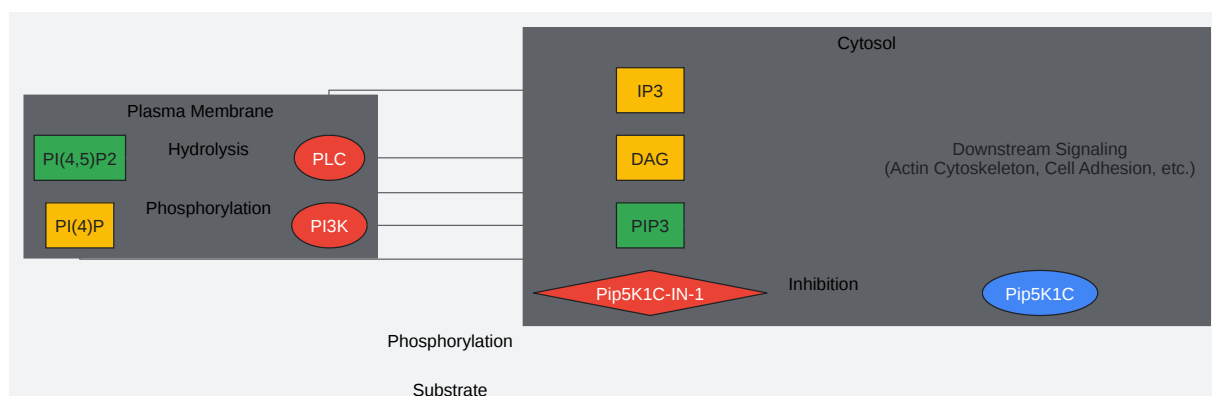 Cytosol
IP3
Plasma Membrane
Hydrolysis
PI(4,5)P2
PLC
DAG
Downstream Signaling
(Actin Cytoskeleton, Cell Adhesion, etc.)
Phosphorylation
PI(4)P
PI3K
PIP3
Pip5K1C-IN-1
Inhibition
Pip5K1C
Phosphorylation
Substrate